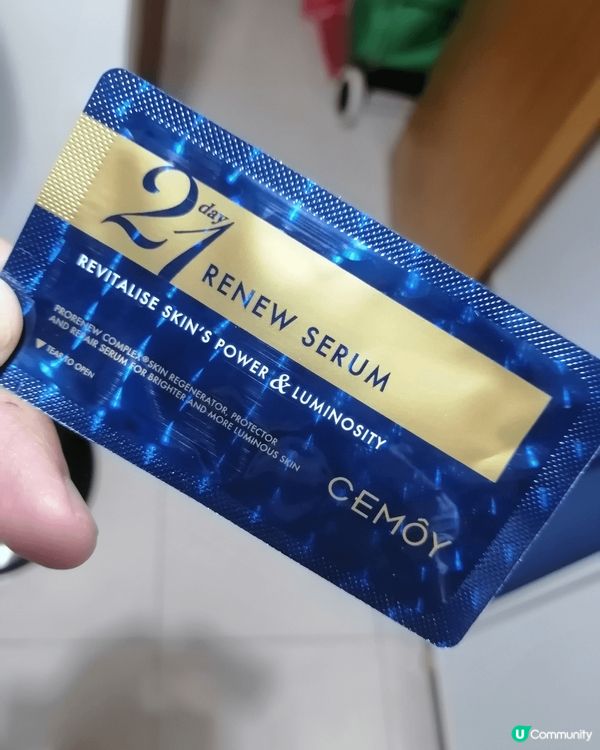 21 day
RENEW SERUM
REVITALISE SKIN'S POWER & LUMINOSITY
PRORENEW COMPLEX® SKIN REGENERATOR, PROTECTOR
AND REPAIR SERUM FOR BRIGHTER AND MORE LUMINOUS SKIN
▼ TEAR TO OPEN
CEMÔY
U Community